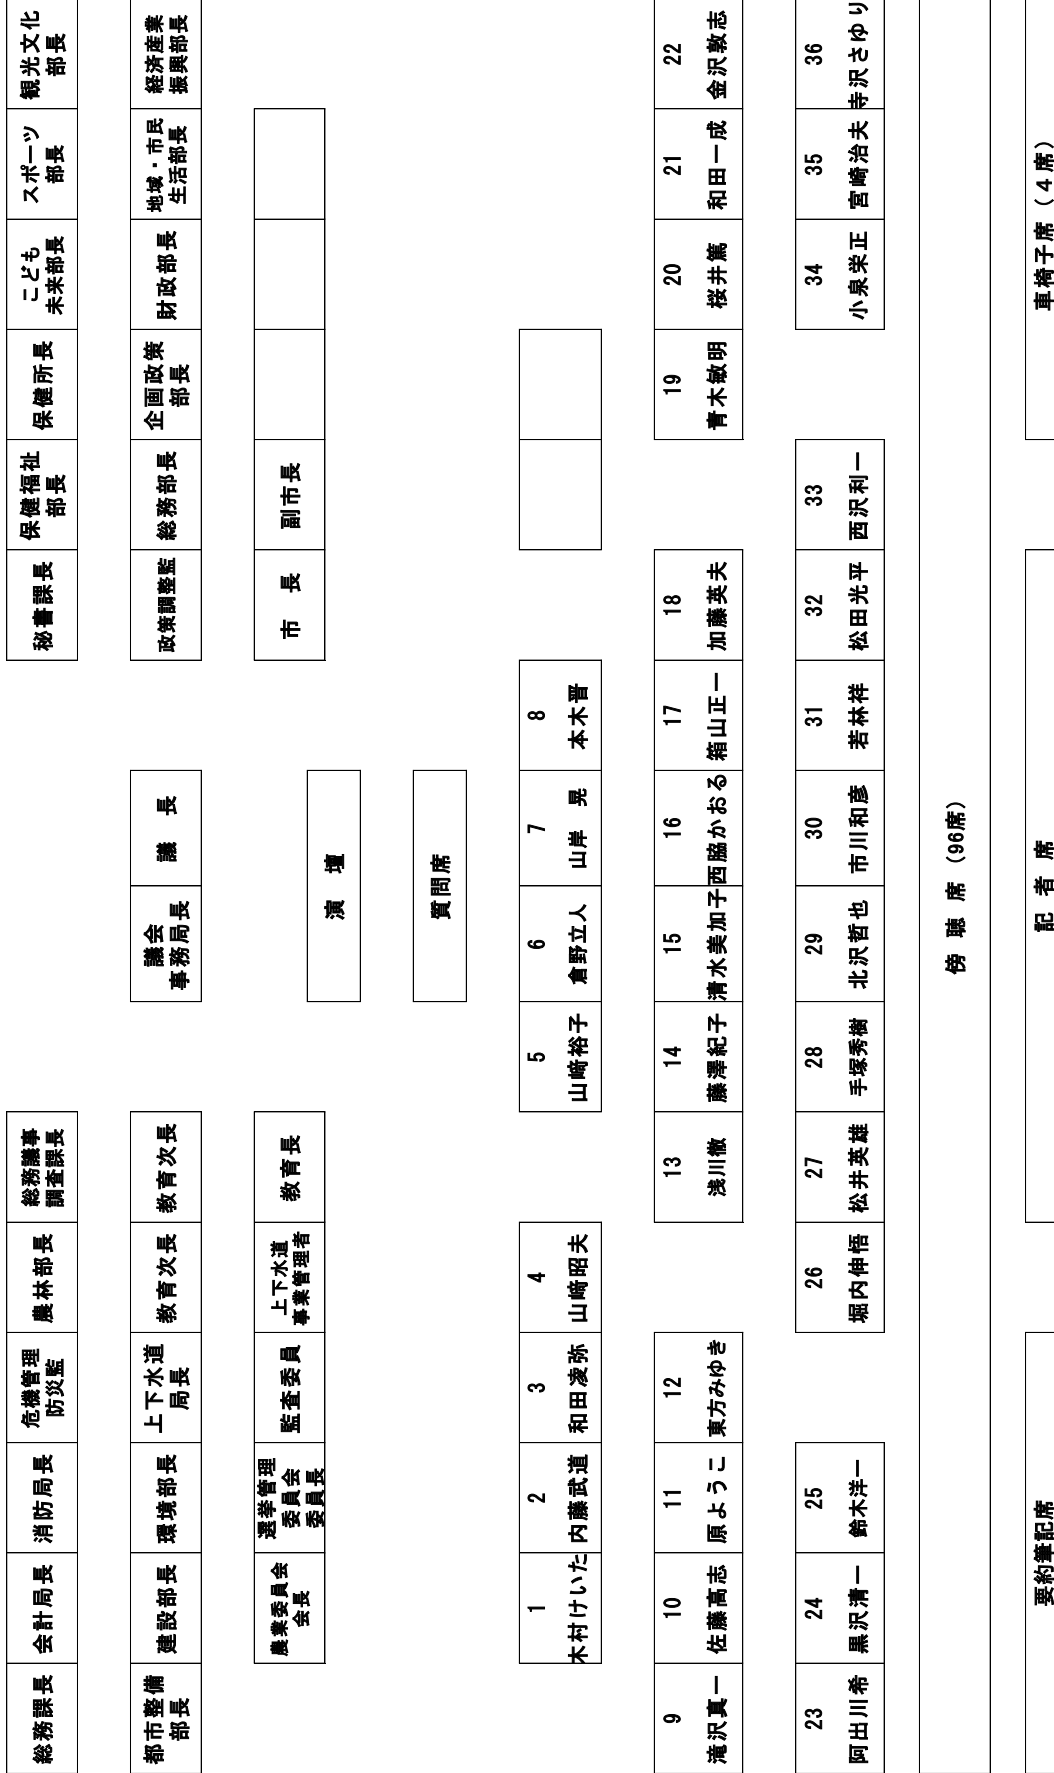 総務課長
会計局長
消防局長
危機管理
防災監
農林部長
総務議事
調査課長
秘書課長
保健福祉
部長
保健所長
こども
未来部長
スポーツ
部長
観光文化
部長
都市整備
部長
建設部長
環境部長
上下水道
局長
教育次長
教育次長
議会
事務局長
議　長
政策調整監
総務部長
企画政策
部長
財政部長
地域・市民
生活部長
経済産業
振興部長
農業委員会
会長
選挙管理
委員会
委員長
監査委員
上下水道
事業管理者
教育長
市　長
副市長
演　壇
質問席
1
木村けいた
2
内藤武道
3
和田凌弥
4
山﨑昭夫
5
山﨑裕子
6
倉野立人
7
山岸　晃
8
本木晋
9
滝沢真一
10
佐藤高志
11
原ようこ
12
東方みゆき
13
浅川徹
14
藤澤紀子
15
清水美加子
16
西脇かおる
17
箱山正一
18
加藤英夫
19
青木敏明
20
桜井篤
21
和田一成
22
金沢敦志
23
阿出川希
24
黒沢清一
25
鈴木洋一
26
堀内伸悟
27
松井英雄
28
手塚秀樹
29
北沢哲也
30
市川和彦
31
若林祥
32
松田光平
33
西沢利一
34
小泉栄正
35
宮崎治夫
36
寺沢さゆり
傍　聴　席（96席）
要約筆記席
記　者　席
車椅子席（４席）